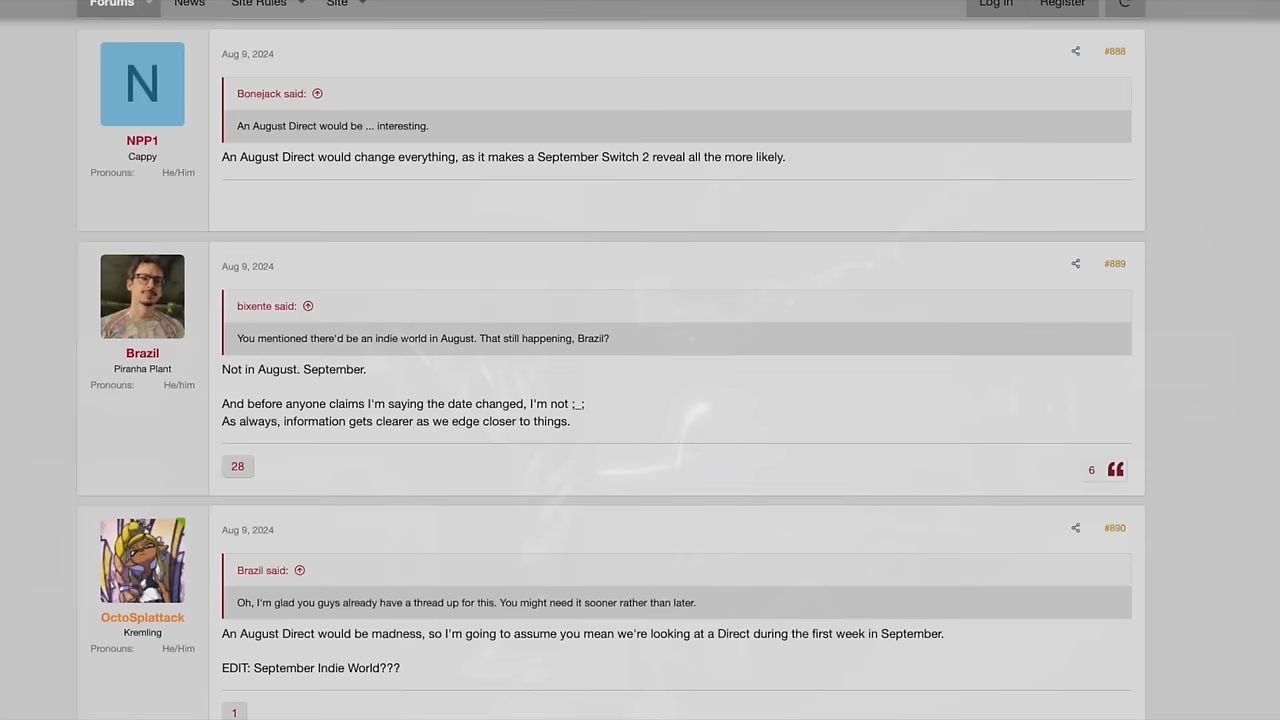 Forums News Site Rules Site Log in Register
Aug 9, 2024 #888
N
Bonejack said:
An August Direct would be ... interesting.
NPP1
Cappy
Pronouns: He/Him
An August Direct would change everything, as it makes a September Switch 2 reveal all the more likely.
Aug 9, 2024 #889
bixente said:
You mentioned there'd be an indie world in August. That still happening, Brazil?
Brazil
Piranha Plant
Pronouns: He/him
Not in August. September.
And before anyone claims I'm saying the date changed, I'm not ;_;
As always, information gets clearer as we edge closer to things.
28 6
Aug 9, 2024 #890
Brazil said:
Oh, I'm glad you guys already have a thread up for this. You might need it sooner rather than later.
OctoSplattack
Kremling
Pronouns: He/Him
An August Direct would be madness, so I'm going to assume you mean we're looking at a Direct during the first week in September.
EDIT: September Indie World???
1